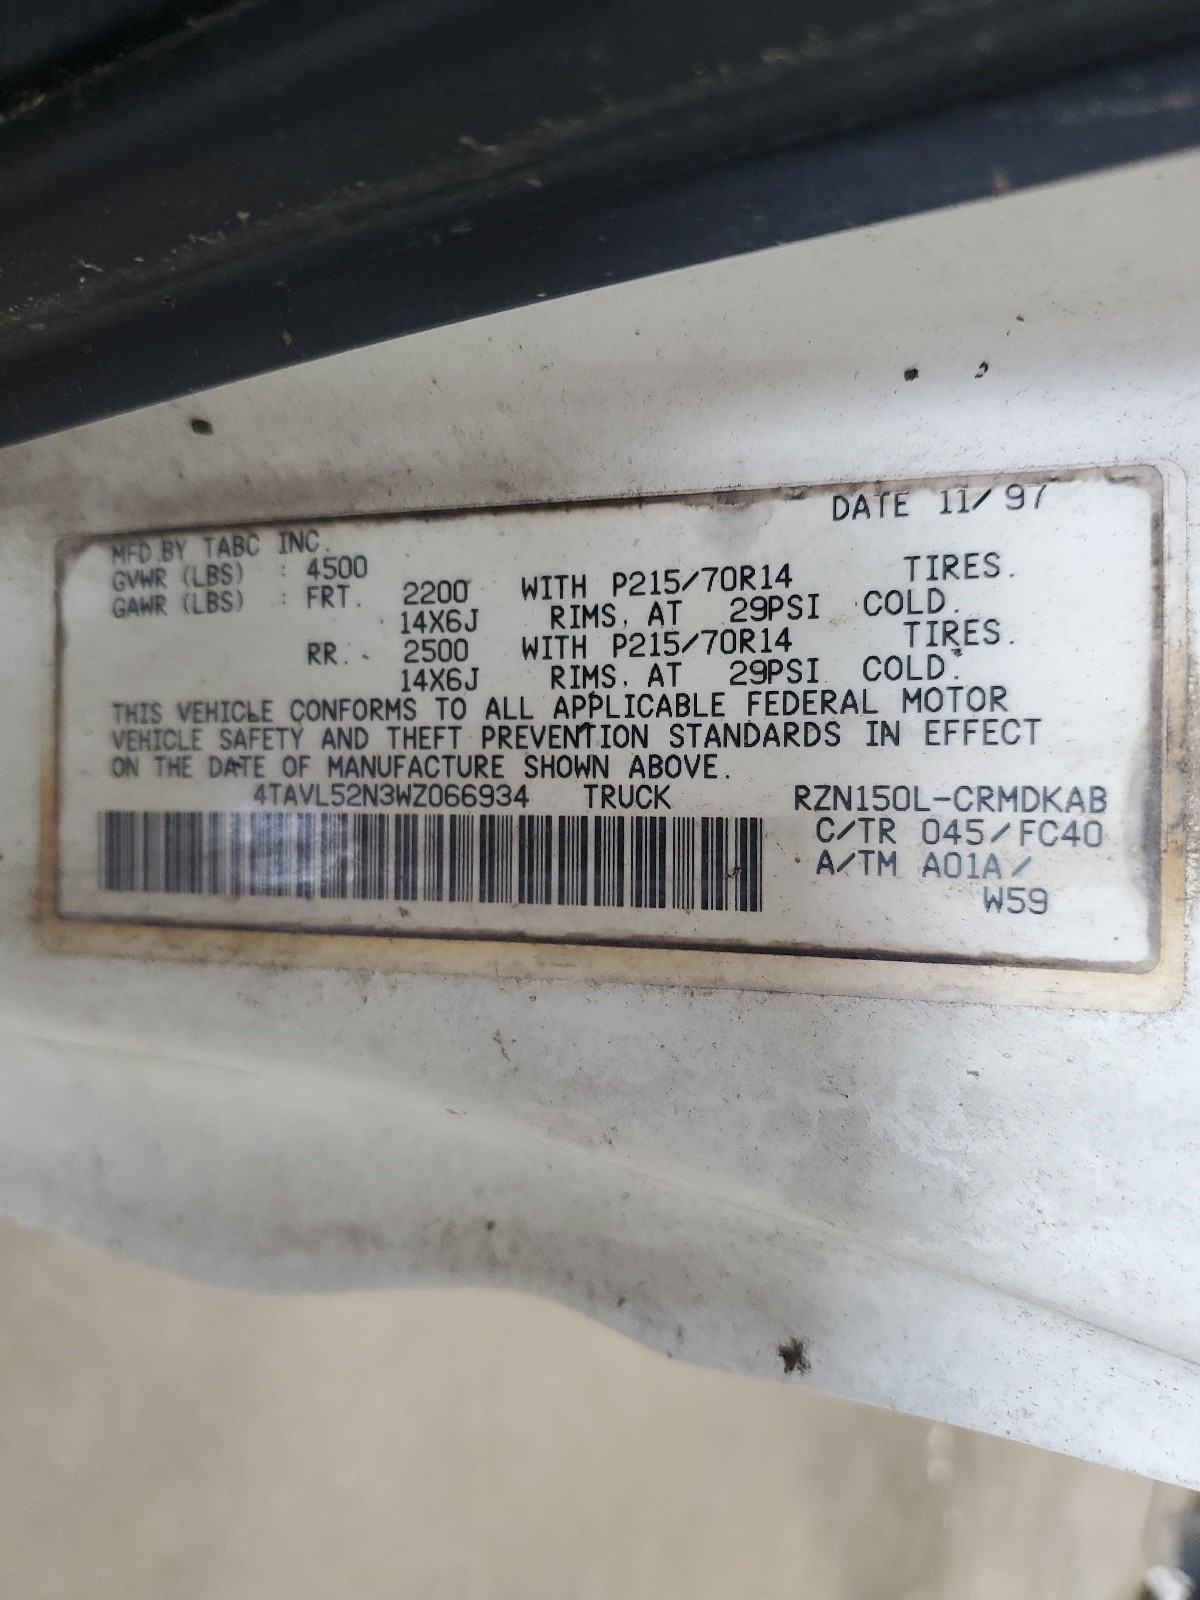 DATE 11/97
MFD.BY TABC INC.
GVWR (LBS) : 4500
GAWR (LBS) : FRT. 2200 WITH P215/70R14 TIRES.
14X6J RIMS, AT 29PSI COLD.
RR. 2500 WITH P215/70R14 TIRES.
14X6J RIMS, AT 29PSI COLD.
THIS VEHICLE CONFORMS TO ALL APPLICABLE FEDERAL MOTOR
VEHICLE SAFETY AND THEFT PREVENTION STANDARDS IN EFFECT
ON THE DATE OF MANUFACTURE SHOWN ABOVE.
4TAVL52N3WZ066934 TRUCK RZN150L-CRMDKAB
C/TR 045/FC40
A/TM A01A/
W59